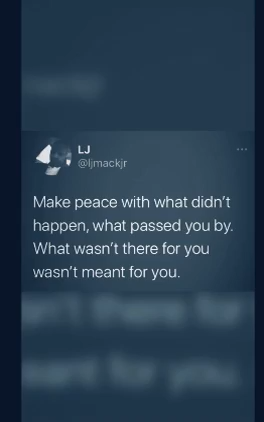 LJ
@ljmackjr
Make peace with what didn't
happen, what passed you by.
What wasn't there for you
wasn't meant for you.